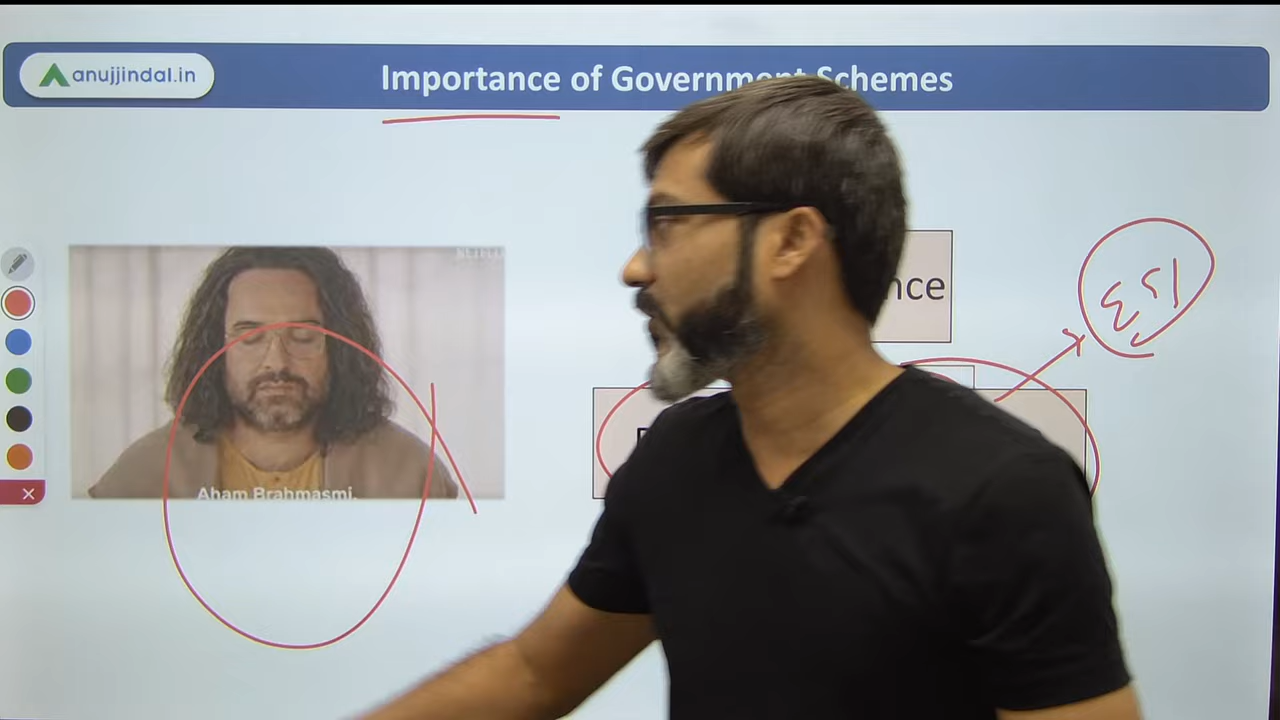 anujjindal.in
Importance of Government Schemes
nce
ESI
Aham Brahmasmi.